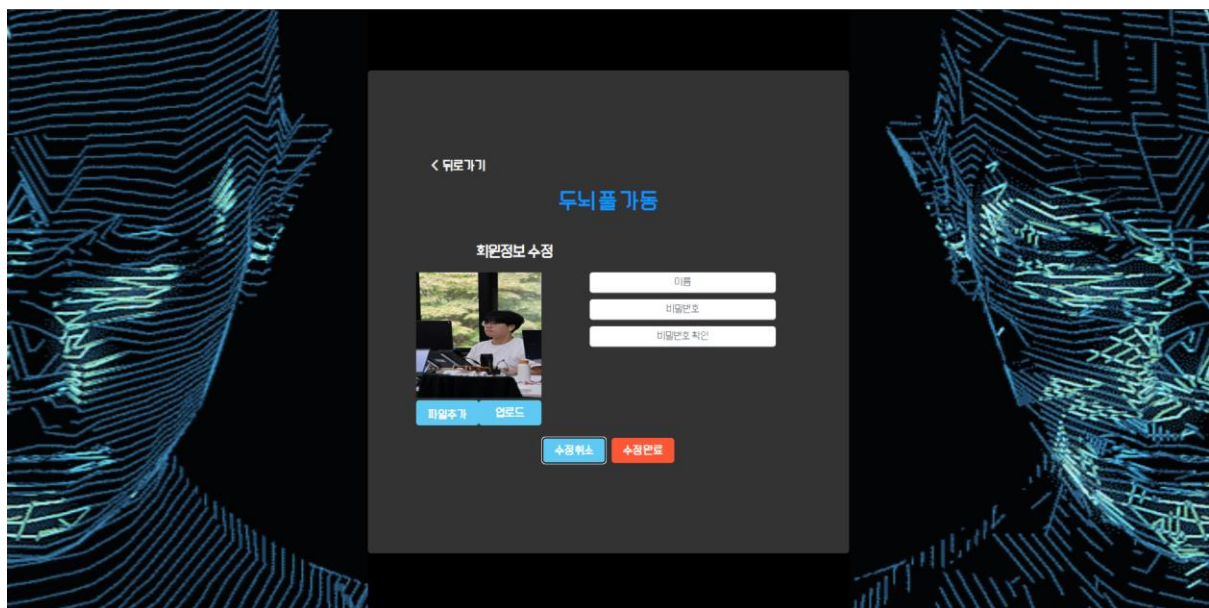 < 뒤로가기
두뇌 풀 가동
회원정보 수정
이름
비밀번호
비밀번호 확인
파일추가 업로드
수정취소 수정완료